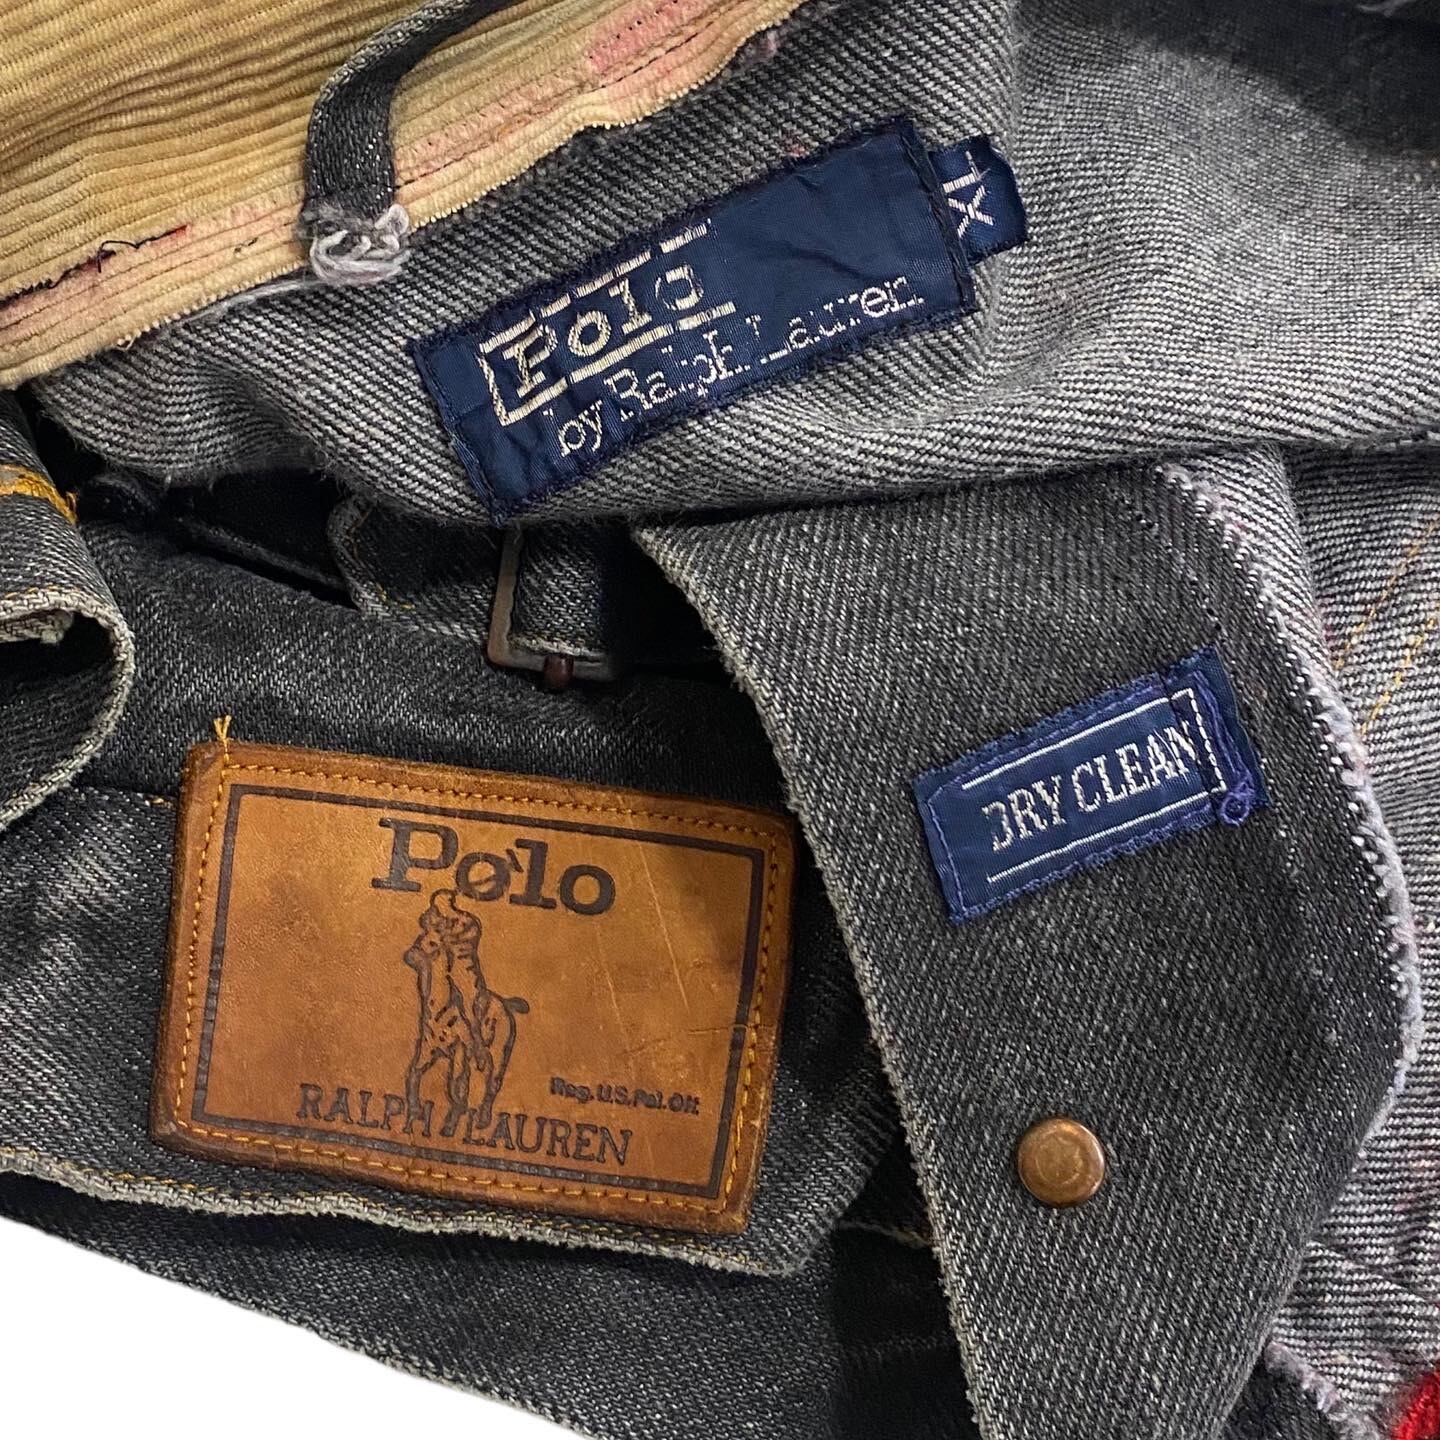 Polo
by Ralph Lauren
XL
DRY CLEAN
Polo
Reg. U.S. Pat. Off.
RALPH LAUREN